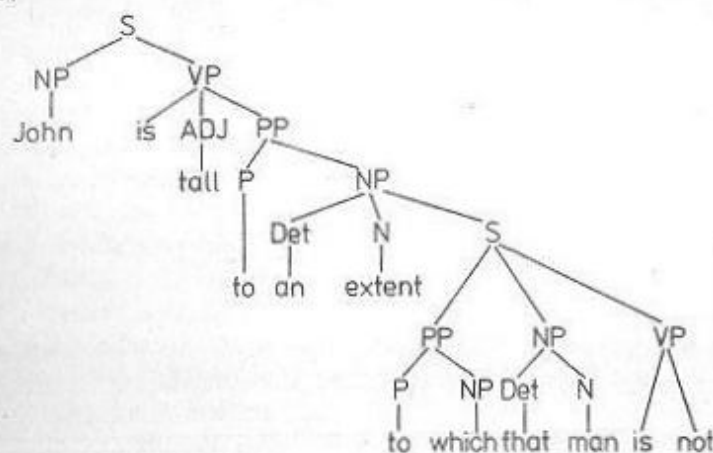 S
NP VP
John is ADJ PP
tall P NP
Det N S
to an extent
PP NP VP
P NP Det N
to which that man is not